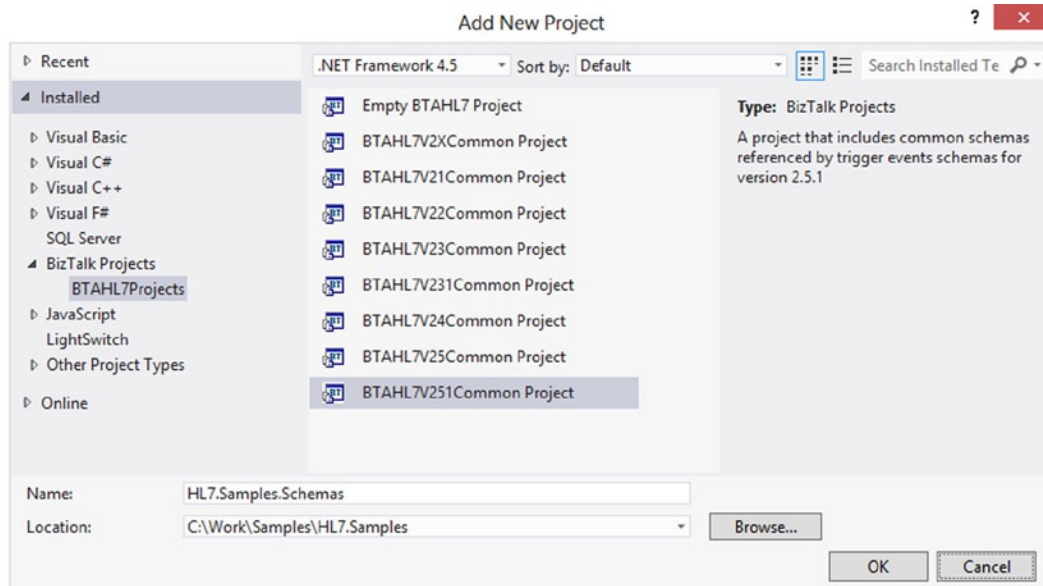 Add New Project
?
Recent
.NET Framework 4.5
Sort by: Default
Search Installed Te
Installed
Visual Basic
Visual C#
Visual C++
Visual F#
SQL Server
BizTalk Projects
BTAHL7Projects
JavaScript
LightSwitch
Other Project Types
Online
Empty BTAHL7 Project
BTAHL7V2XCommon Project
BTAHL7V21Common Project
BTAHL7V22Common Project
BTAHL7V23Common Project
BTAHL7V231Common Project
BTAHL7V24Common Project
BTAHL7V25Common Project
BTAHL7V251Common Project
Type: BizTalk Projects
A project that includes common schemas
referenced by trigger events schemas for
version 2.5.1
Name: HL7.Samples.Schemas
Location: C:\Work\Samples\HL7.Samples
Browse...
OK
Cancel